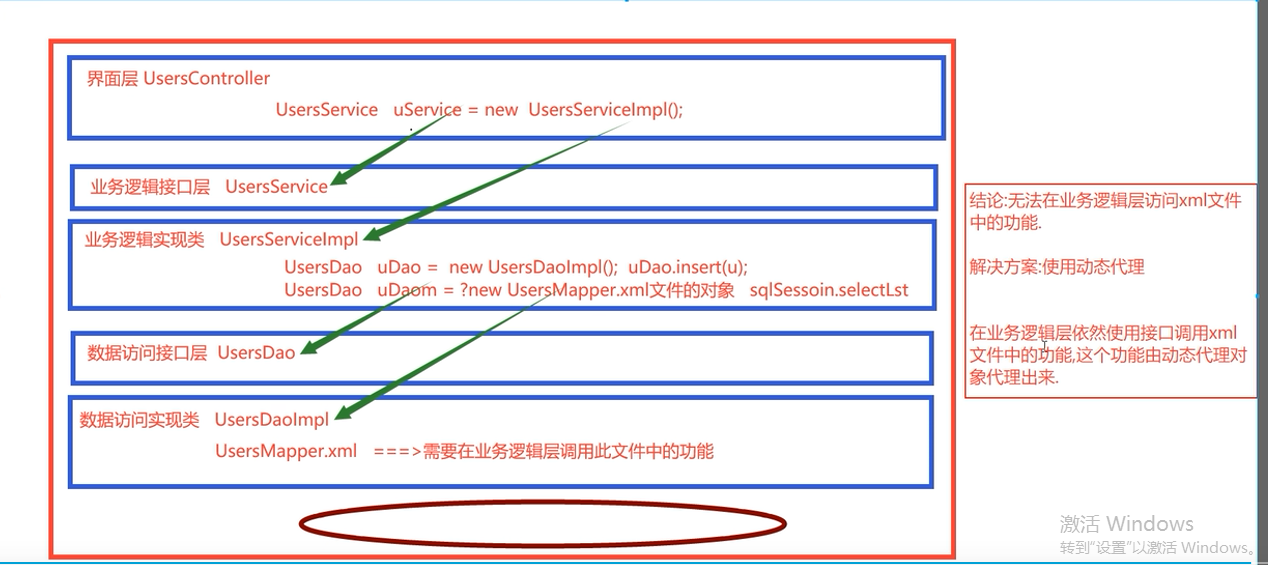 界面层 UsersController
UsersService uService = new UsersServiceImpl();
业务逻辑接口层 UsersService
业务逻辑实现类 UsersServiceImpl
UsersDao uDao = new UsersDaoImpl(); uDao.insert(u);
UsersDao uDaom = ?new UsersMapper.xml文件的对象 sqlSessoin.selectLst
数据访问接口层 UsersDao
数据访问实现类 UsersDaoImpl
UsersMapper.xml ===>需要在业务逻辑层调用此文件中的功能
结论:无法在业务逻辑层访问xml文件
中的功能.
解决方案:使用动态代理
在业务逻辑层依然使用接口调用xml
文件中的功能,这个功能由动态代理对
象代理出来.
激活 Windows
转到"设置"以激活 Windows。